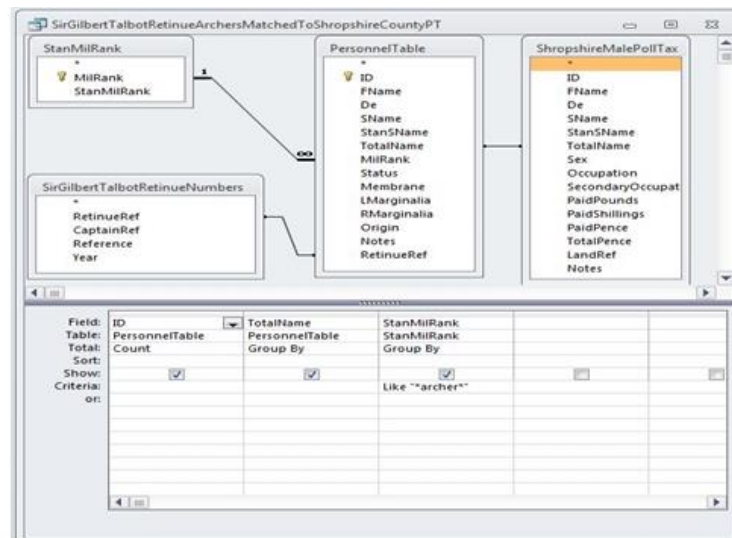 SirGilbertTalbotRetinueArchersMatchedToShropshireCountyPT
StanMilRank
*
MilRank
StanMilRank
1
∞
PersonnelTable
*
ID
FName
De
SName
StanSName
TotalName
MilRank
Status
Membrane
LMarginalia
RMarginalia
Origin
Notes
RetinueRef
ShropshireMalePollTax
*
ID
FName
De
SName
StanSName
TotalName
Sex
Occupation
SecondaryOccupat
PaidPounds
PaidShillings
PaidPence
TotalPence
LandRef
Notes
SirGilbertTalbotRetinueNumbers
*
RetinueRef
CaptainRef
Reference
Year
Field: ID TotalName StanMilRank
Table: PersonnelTable PersonnelTable StanMilRank
Total: Count Group By Group By
Sort:
Show:
Criteria: Like "*archer*"
or: